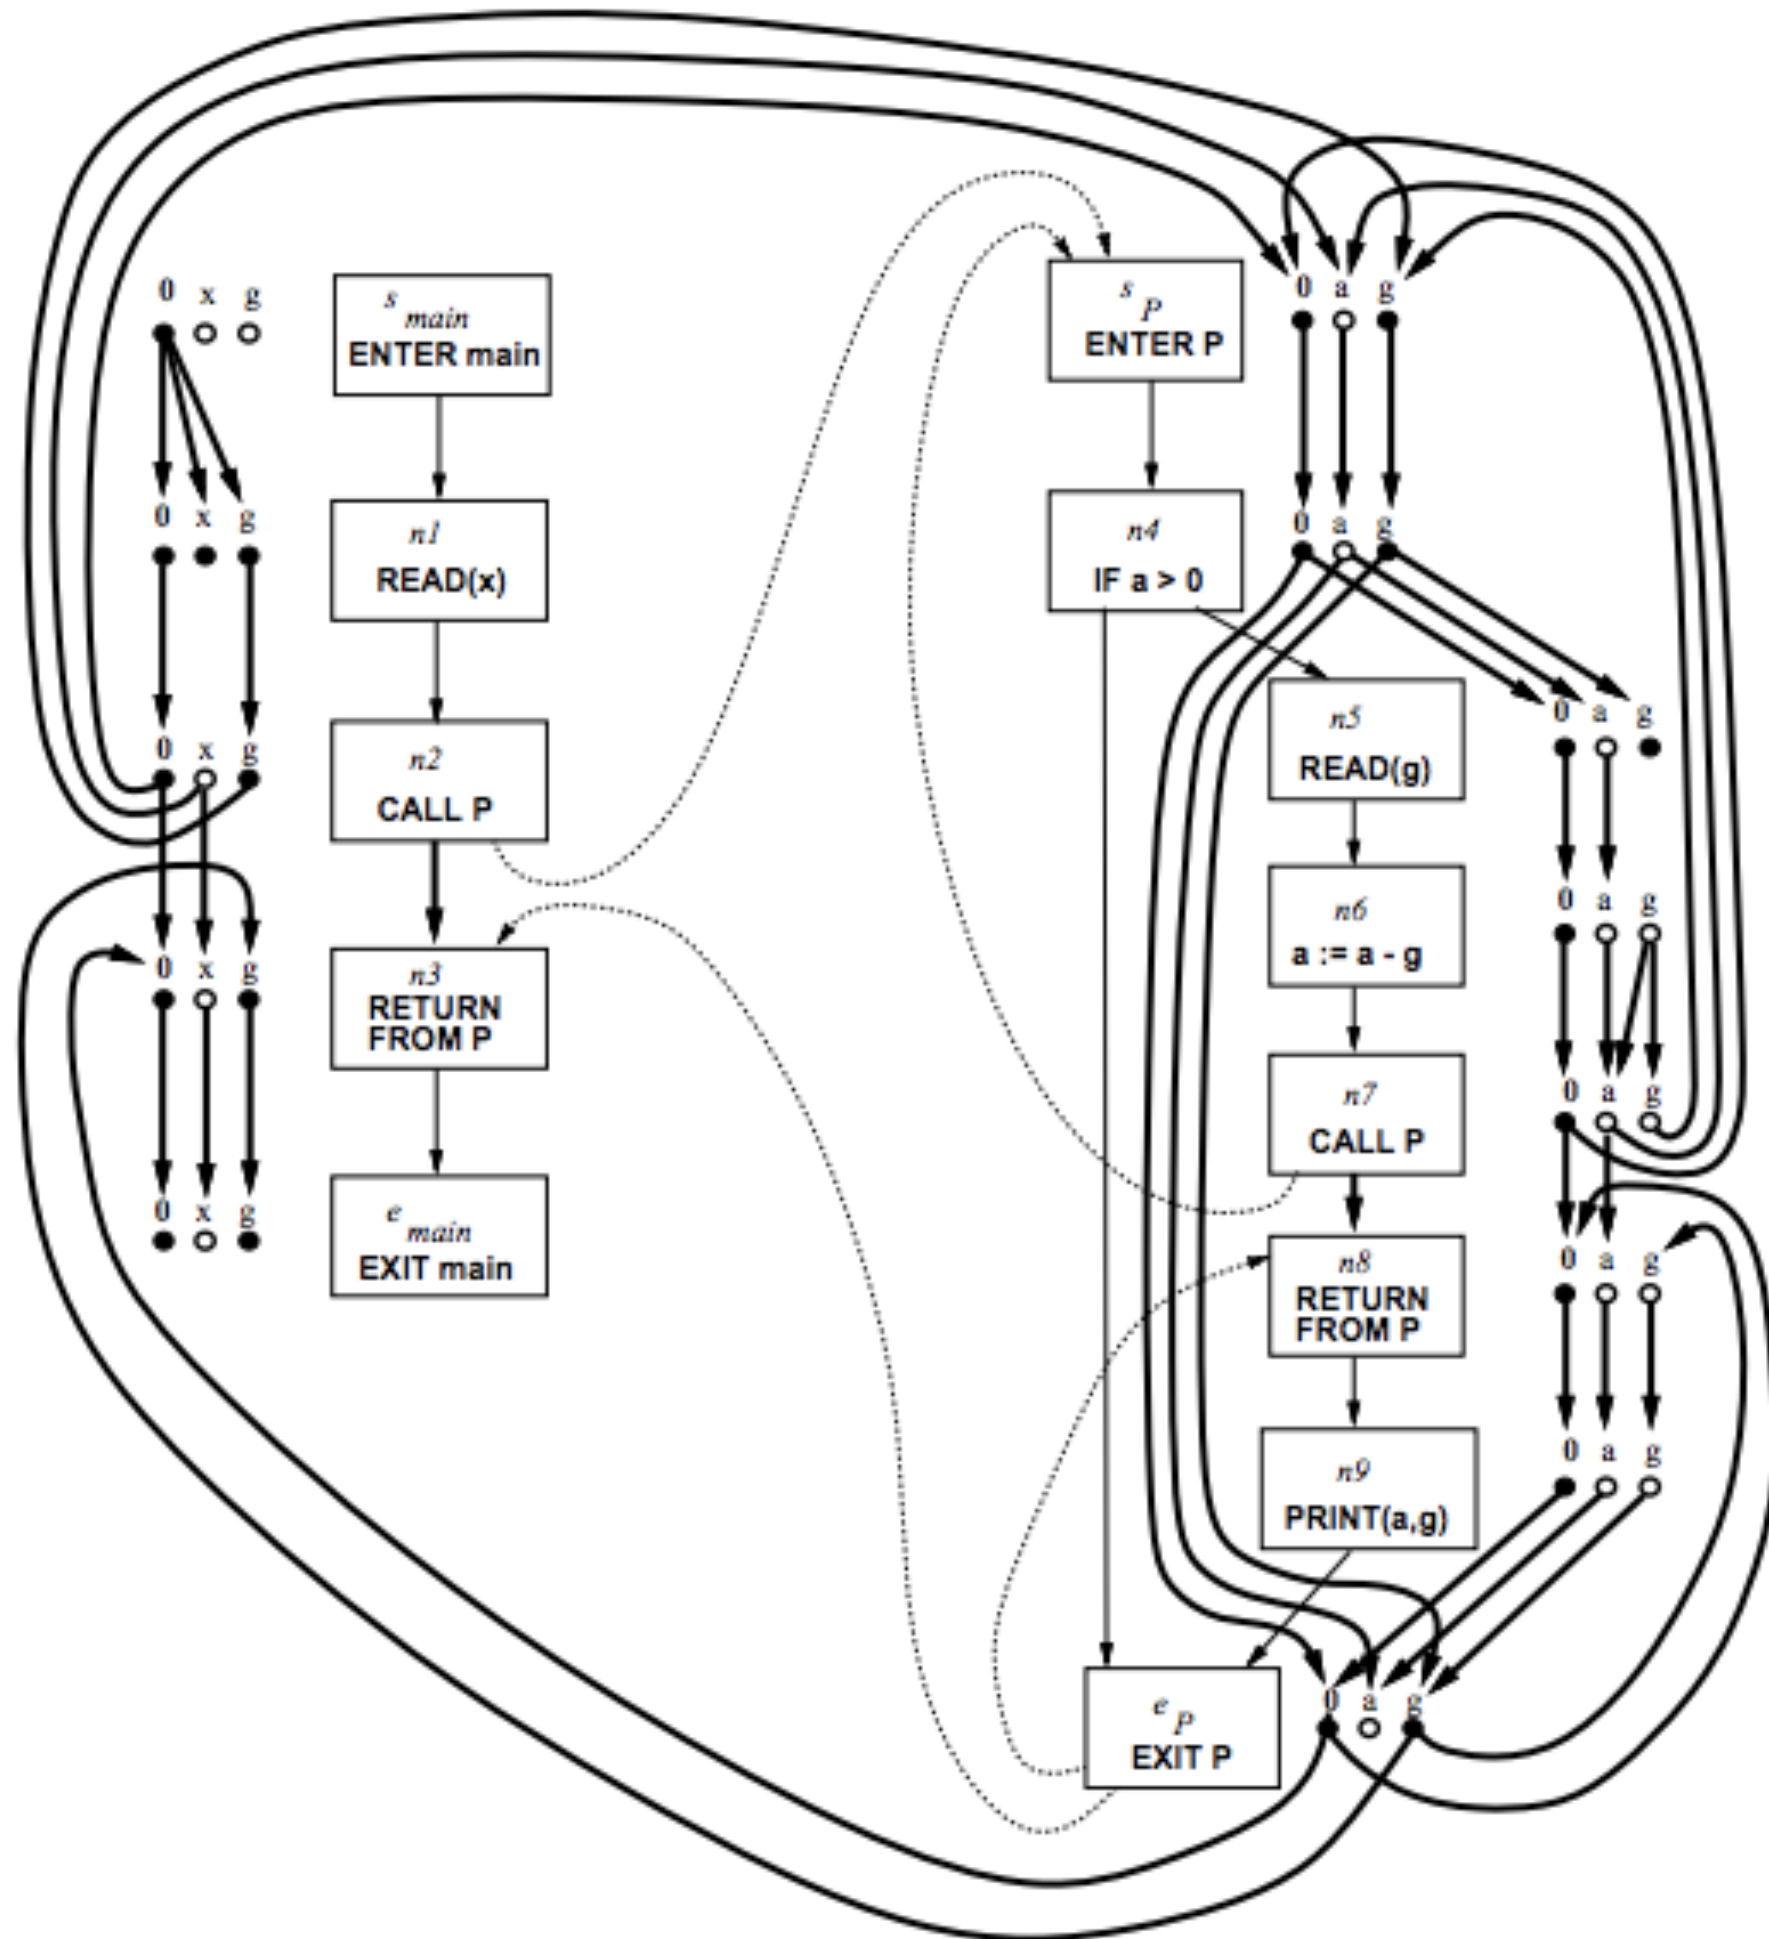 0 x g
s main
ENTER main
0 x g
n1
READ(x)
0 x g
n2
CALL P
0 x g
n3
RETURN
FROM P
0 x g
e main
EXIT main
s P
ENTER P
0 a g
n4
IF a > 0
0 a g
n5
READ(g)
0 a g
n6
a := a - g
0 a g
n7
CALL P
0 a g
n8
RETURN
FROM P
0 a g
n9
PRINT(a,g)
0 a g
e P
EXIT P
0 a g